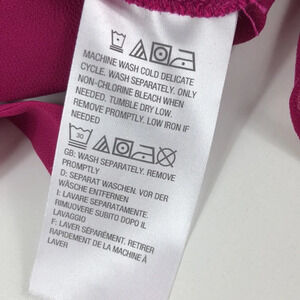 MACHINE WASH COLD DELICATE
CYCLE. WASH SEPARATELY. ONLY
NON-CHLORINE BLEACH WHEN
NEEDED. TUMBLE DRY LOW.
REMOVE PROMPTLY. LOW IRON IF
NEEDED
30
GB: WASH SEPARATELY. REMOVE
PROMPTLY
D: SEPARAT WASCHEN. VOR DER
WÄSCHE ENTFERNEN
I: LAVARE SEPARATAMENTE.
RIMUOVERE SUBITO DOPO IL
LAVAGGIO
F: LAVER SÉPARÉMENT. RETIRER
RAPIDEMENT DE LA MACHINE À
LAVER